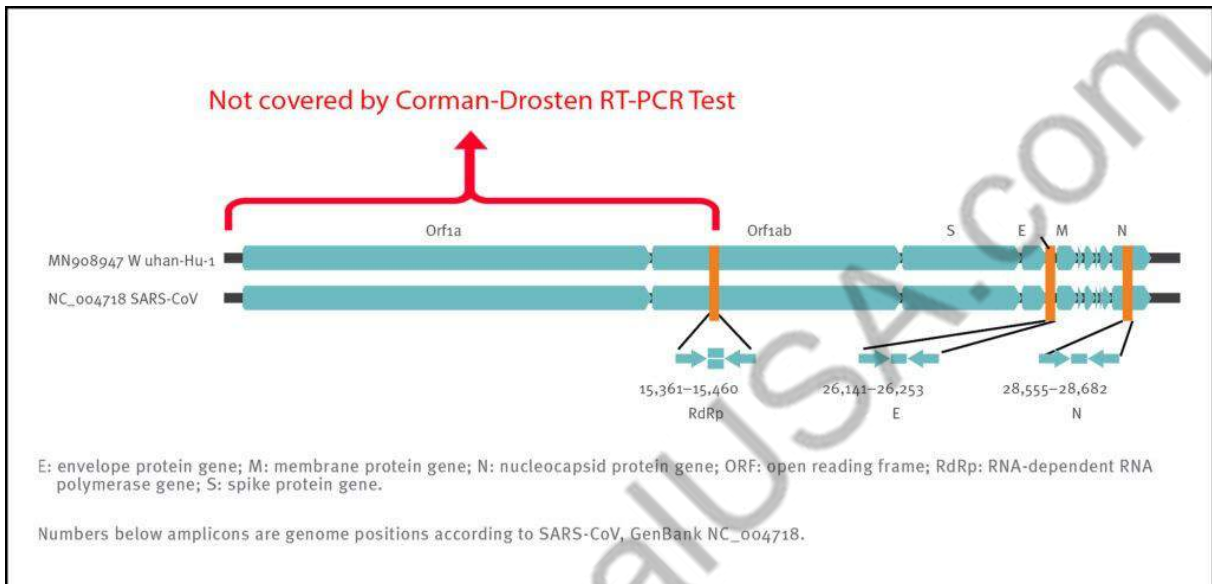 Not covered by Corman-Drosten RT-PCR Test
Orf1a Orf1ab S E M N
MN908947 W uhan-Hu-1
NC_004718 SARS-CoV
15,361–15,460 26,141–26,253 28,555–28,682
RdRp E N
E: envelope protein gene; M: membrane protein gene; N: nucleocapsid protein gene; ORF: open reading frame; RdRp: RNA-dependent RNA
polymerase gene; S: spike protein gene.
Numbers below amplicons are genome positions according to SARS-CoV, GenBank NC_004718.
alUSA.com